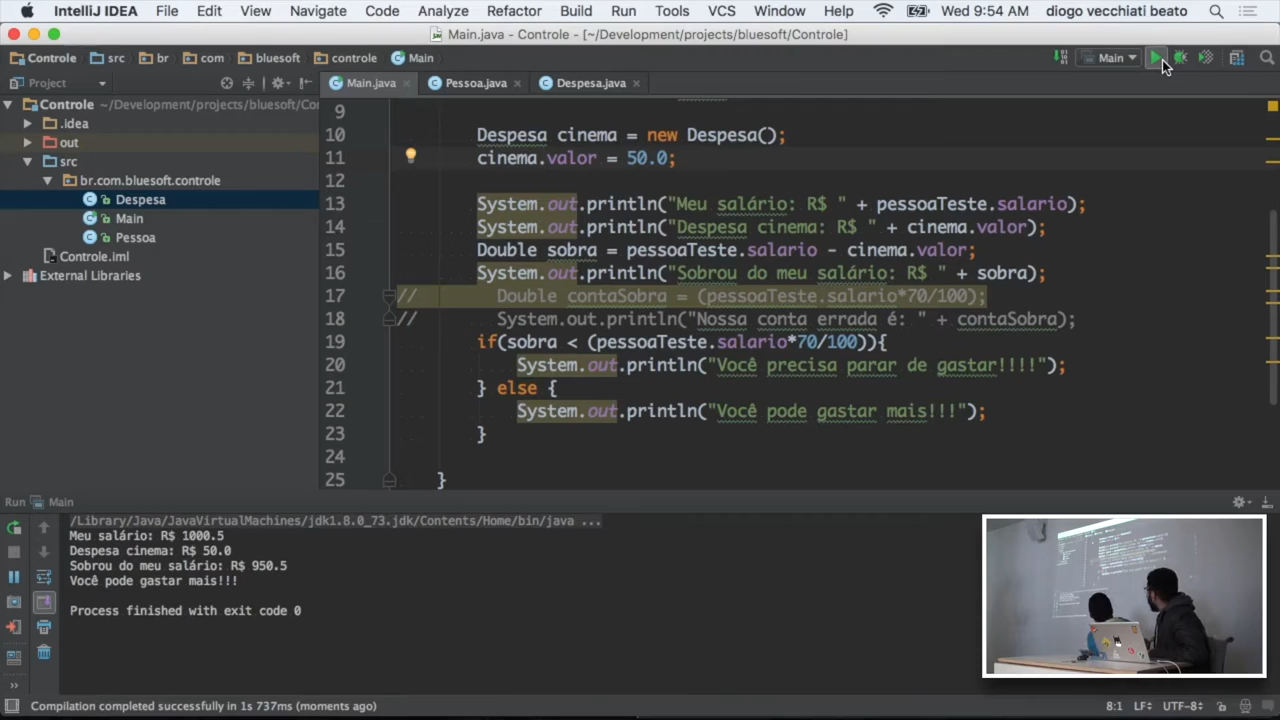 IntelliJ IDEA File Edit View Navigate Code Analyze Refactor Build Run Tools VCS Window Help Wed 9:54 AM diogo vecchiati beato
Main.java - Controle - [~/Development/projects/bluesoft/Controle]
Controle src br com bluesoft controle Main Main
Project Main.java Pessoa.java Despesa.java
Controle ~/Development/projects/bluesoft/Co
.idea
out
src
br.com.bluesoft.controle
Despesa
Main
Pessoa
Controle.iml
External Libraries
9
10 Despesa cinema = new Despesa();
11 cinema.valor = 50.0;
12
13 System.out.println("Meu salário: R$ " + pessoaTeste.salario);
14 System.out.println("Despesa cinema: R$ " + cinema.valor);
15 Double sobra = pessoaTeste.salario - cinema.valor;
16 System.out.println("Sobrou do meu salário: R$ " + sobra);
17 // Double contaSobra = (pessoaTeste.salario*70/100);
18 // System.out.println("Nossa conta errada é: " + contaSobra);
19 if(sobra < (pessoaTeste.salario*70/100)){
20 System.out.println("Você precisa parar de gastar!!!!");
21 } else {
22 System.out.println("Você pode gastar mais!!!");
23 }
24
25 }
Run Main
/Library/Java/JavaVirtualMachines/jdk1.8.0_73.jdk/Contents/Home/bin/java ...
Meu salário: R$ 1000.5
Despesa cinema: R$ 50.0
Sobrou do meu salário: R$ 950.5
Você pode gastar mais!!!
Process finished with exit code 0
Compilation completed successfully in 1s 737ms (moments ago) 8:1 LF UTF-8